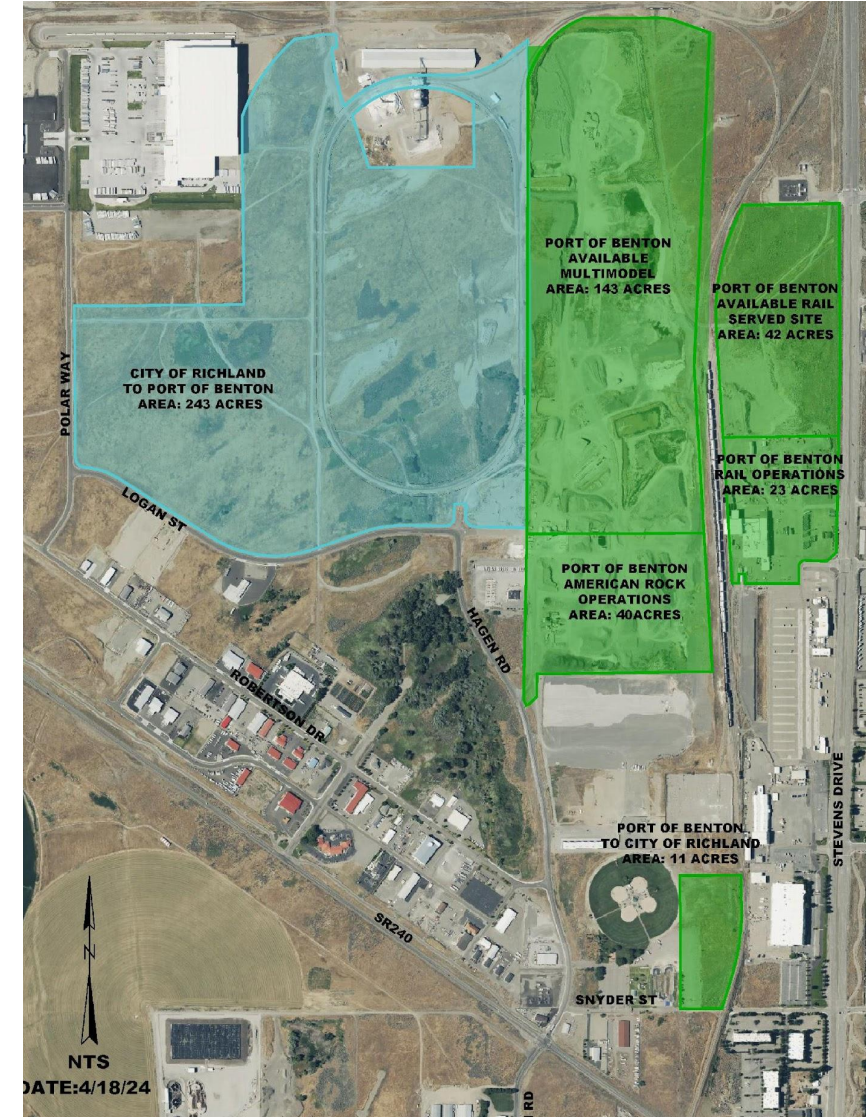 PORT OF BENTON
AVAILABLE
MULTIMODEL
AREA: 143 ACRES
PORT OF BENTON
AVAILABLE RAIL
SERVED SITE
AREA: 42 ACRES
CITY OF RICHLAND
TO PORT OF BENTON
AREA: 243 ACRES
POLAR WAY
PORT OF BENTON
RAIL OPERATIONS
AREA: 23 ACRES
LOGAN ST
PORT OF BENTON
AMERICAN ROCK
OPERATIONS
AREA: 40ACRES
HAGEN RD
ROBERTSON DR
STEVENS DRIVE
PORT OF BENTON
TO CITY OF RICHLAND
AREA: 11 ACRES
SR240
N
SNYDER ST
NTS
DATE:4/18/24
RD